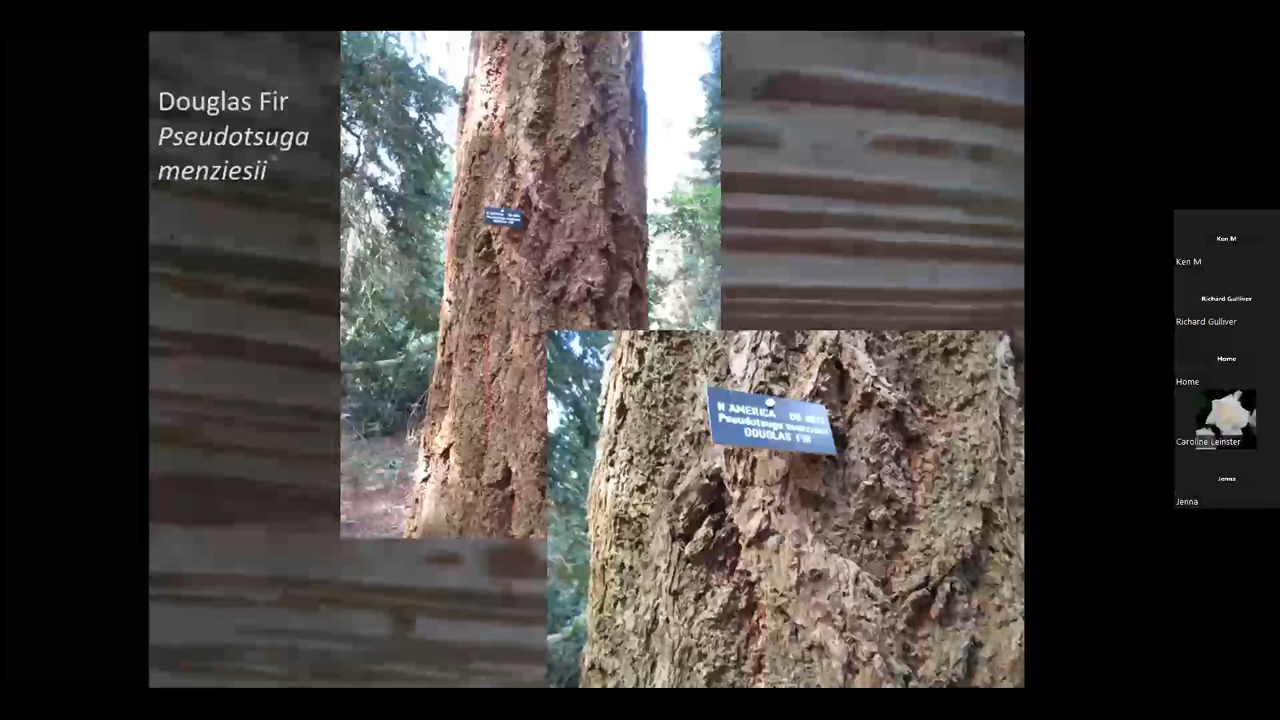 Douglas Fir
Pseudotsuga
menziesii
N AMERICA
Pseudotsuga
DOUGLAS FIR
Ken M
Ken M
Richard Gulliver
Richard Gulliver
Home
Home
Caroline Leinster
Jenna
Jenna